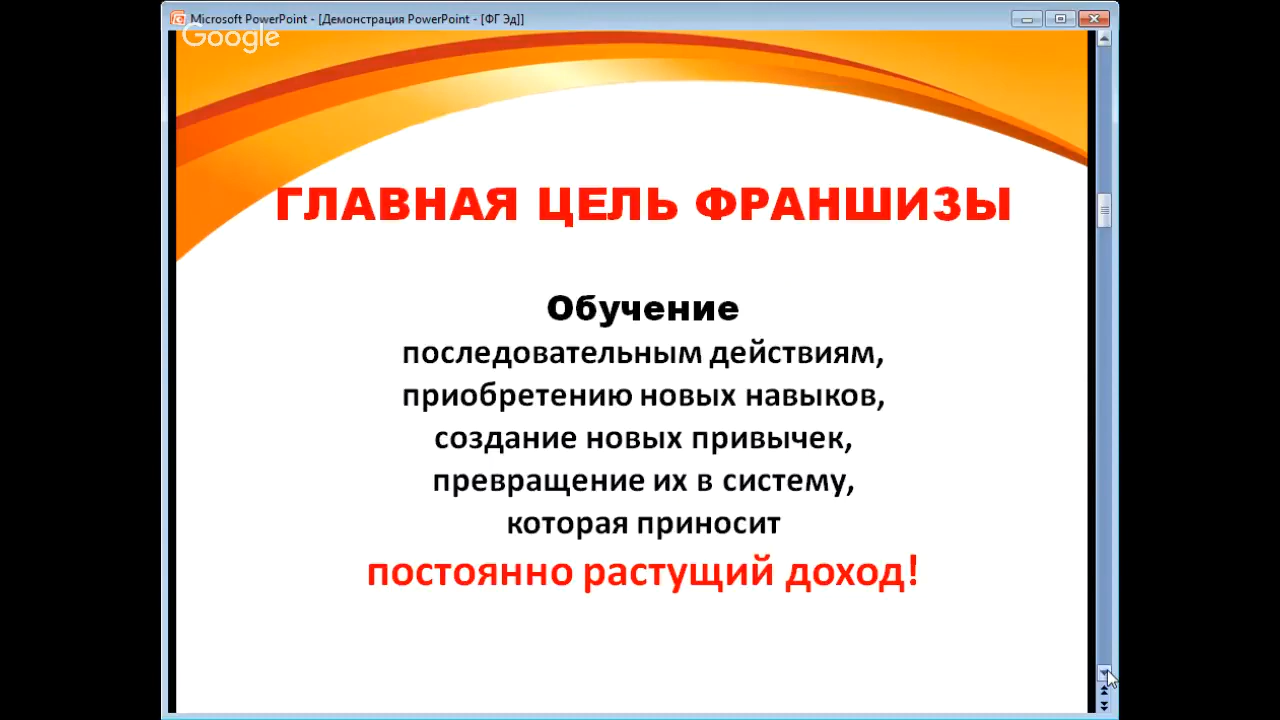 Microsoft PowerPoint - [Демонстрация PowerPoint - [ФГ Эд]]
Google
ГЛАВНАЯ ЦЕЛЬ ФРАНШИЗЫ
Обучение
последовательным действиям,
приобретению новых навыков,
создание новых привычек,
превращение их в систему,
которая приносит
постоянно растущий доход!